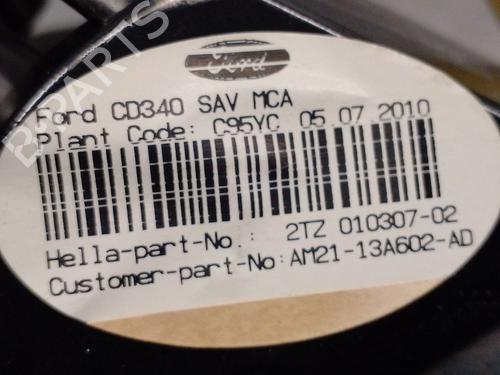 B-PARTS
Ford
Ford CD340 SAV MCA
Plant Code: C95YC 05.07.2010
Hella-part-No.: 2TZ 010307-02
Customer-part-No:AM21-13A602-AD